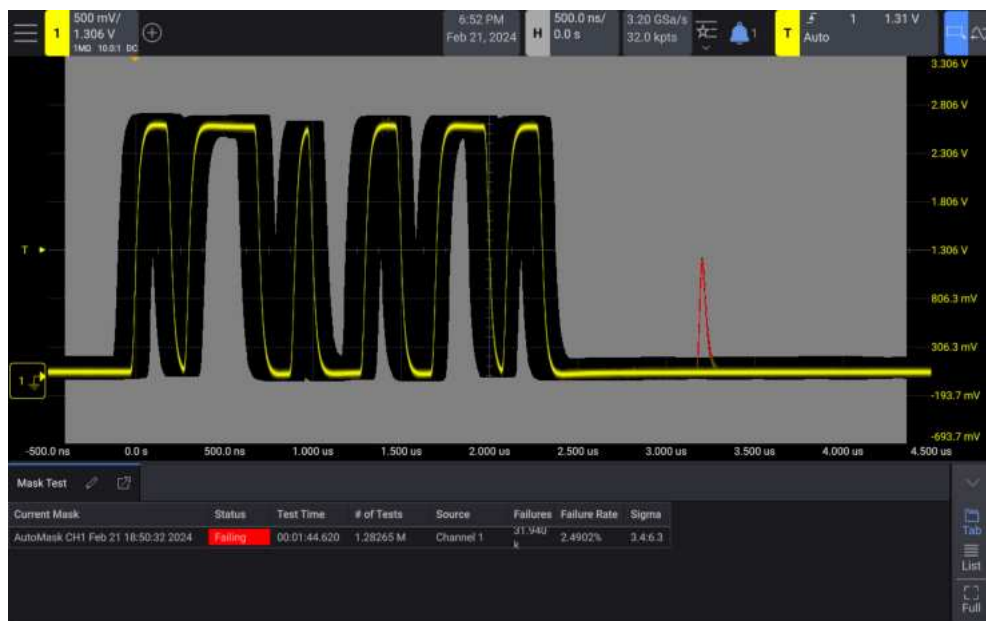 1 500 mV/ 1.306 V 1MΩ 10.0:1 DC
6:52 PM
Feb 21, 2024
H 500.0 ns/ 0.0 s
3.20 GSa/s
32.0 kpts
1
T Auto 1 1.31 V
3.306 V
2.806 V
2.306 V
1.806 V
T
1.306 V
806.3 mV
306.3 mV
1
-193.7 mV
-693.7 mV
-500.0 ns 0.0 s 500.0 ns 1.000 us 1.500 us 2.000 us 2.500 us 3.000 us 3.500 us 4.000 us 4.500 us
Mask Test
Current Mask Status Test Time # of Tests Source Failures Failure Rate Sigma
AutoMask CH1 Feb 21 18:50:32 2024 Failing 00:01:44.620 1.28265 M Channel 1 31.940 k 2.4902% 3.4:6.3
Tab
List
Full